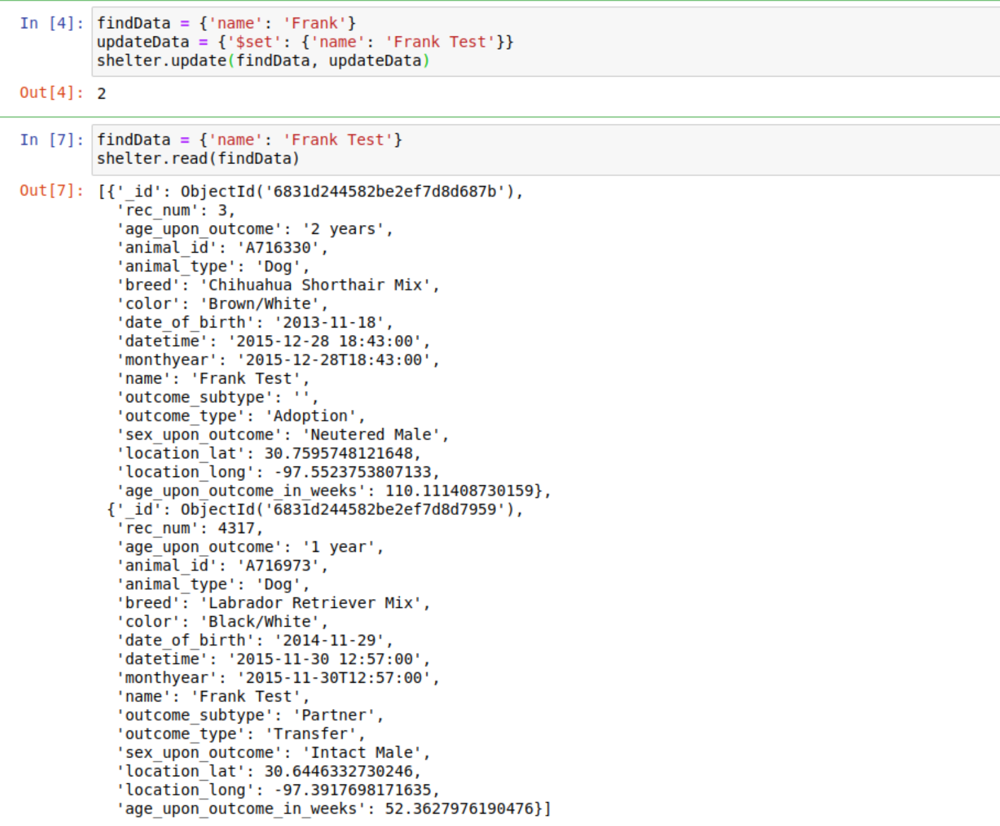 In [4]: findData = {'name': 'Frank'}
updateData = {'$set': {'name': 'Frank Test'}}
shelter.update(findData, updateData)
Out[4]: 2
In [7]: findData = {'name': 'Frank Test'}
shelter.read(findData)
Out[7]: [{'_id': ObjectId('6831d244582be2ef7d8d687b'),
'rec_num': 3,
'age_upon_outcome': '2 years',
'animal_id': 'A716330',
'animal_type': 'Dog',
'breed': 'Chihuahua Shorthair Mix',
'color': 'Brown/White',
'date_of_birth': '2013-11-18',
'datetime': '2015-12-28 18:43:00',
'monthyear': '2015-12-28T18:43:00',
'name': 'Frank Test',
'outcome_subtype': '',
'outcome_type': 'Adoption',
'sex_upon_outcome': 'Neutered Male',
'location_lat': 30.7595748121648,
'location_long': -97.5523753807133,
'age_upon_outcome_in_weeks': 110.111408730159},
{'_id': ObjectId('6831d244582be2ef7d8d7959'),
'rec_num': 4317,
'age_upon_outcome': '1 year',
'animal_id': 'A716973',
'animal_type': 'Dog',
'breed': 'Labrador Retriever Mix',
'color': 'Black/White',
'date_of_birth': '2014-11-29',
'datetime': '2015-11-30 12:57:00',
'monthyear': '2015-11-30T12:57:00',
'name': 'Frank Test',
'outcome_subtype': 'Partner',
'outcome_type': 'Transfer',
'sex_upon_outcome': 'Intact Male',
'location_lat': 30.6446332730246,
'location_long': -97.3917698171635,
'age_upon_outcome_in_weeks': 52.3627976190476}]